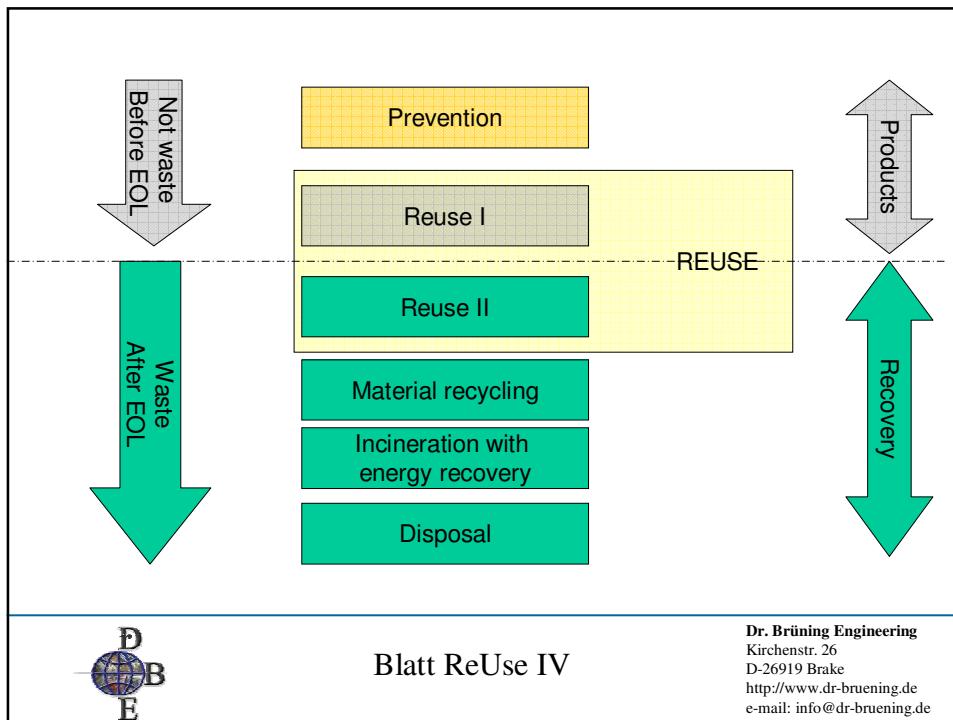 Not waste
Before EOL
Prevention
Products
Reuse I
REUSE
Reuse II
Waste
After EOL
Material recycling
Recovery
Incineration with
energy recovery
Disposal
D
B
E
Blatt ReUse IV
Dr. Brüning Engineering
Kirchenstr. 26
D-26919 Brake
http://www.dr-bruening.de
e-mail: info@dr-bruening.de